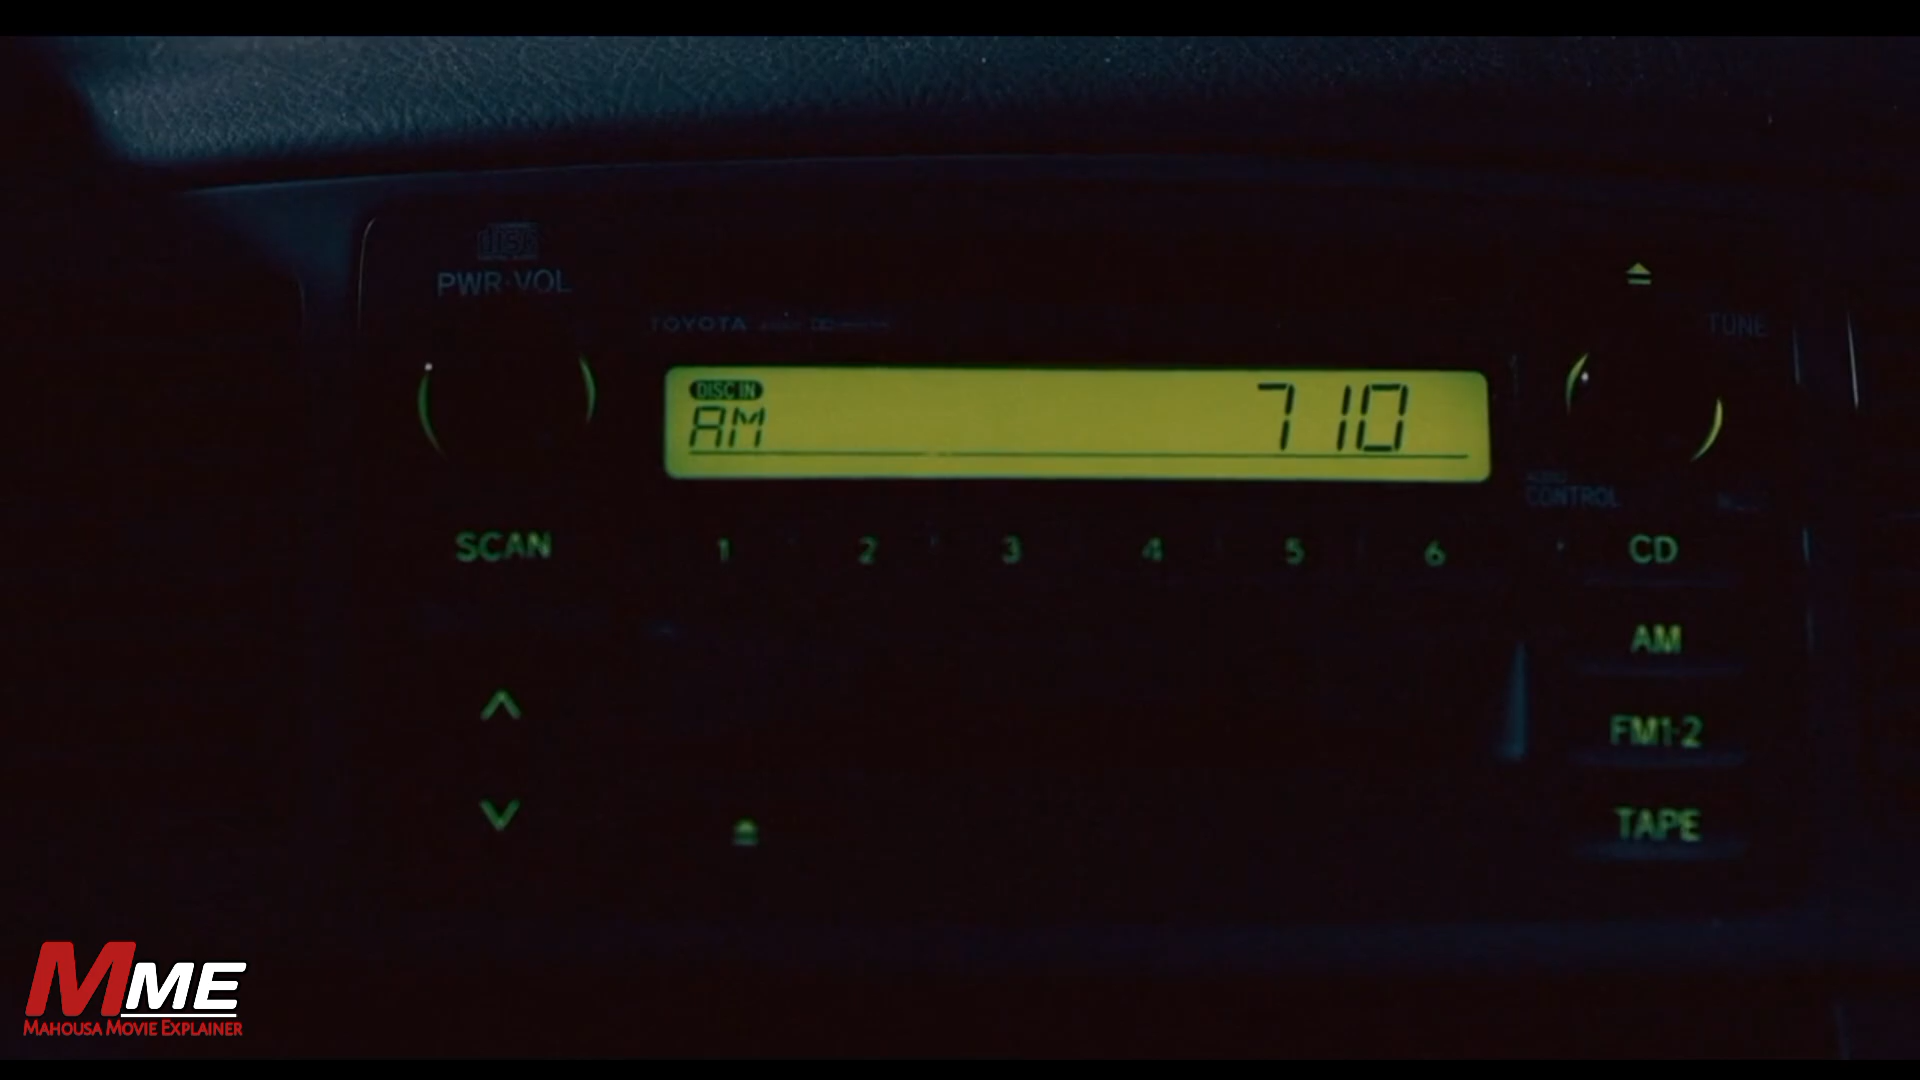 disc
PWR·VOL
TOYOTA
TUNE
DISC IN
AM
710
CONTROL
SCAN
1 2 3 4 5 6
CD
AM
FM1·2
TAPE
MME
MAHOUSA MOVIE EXPLAINER